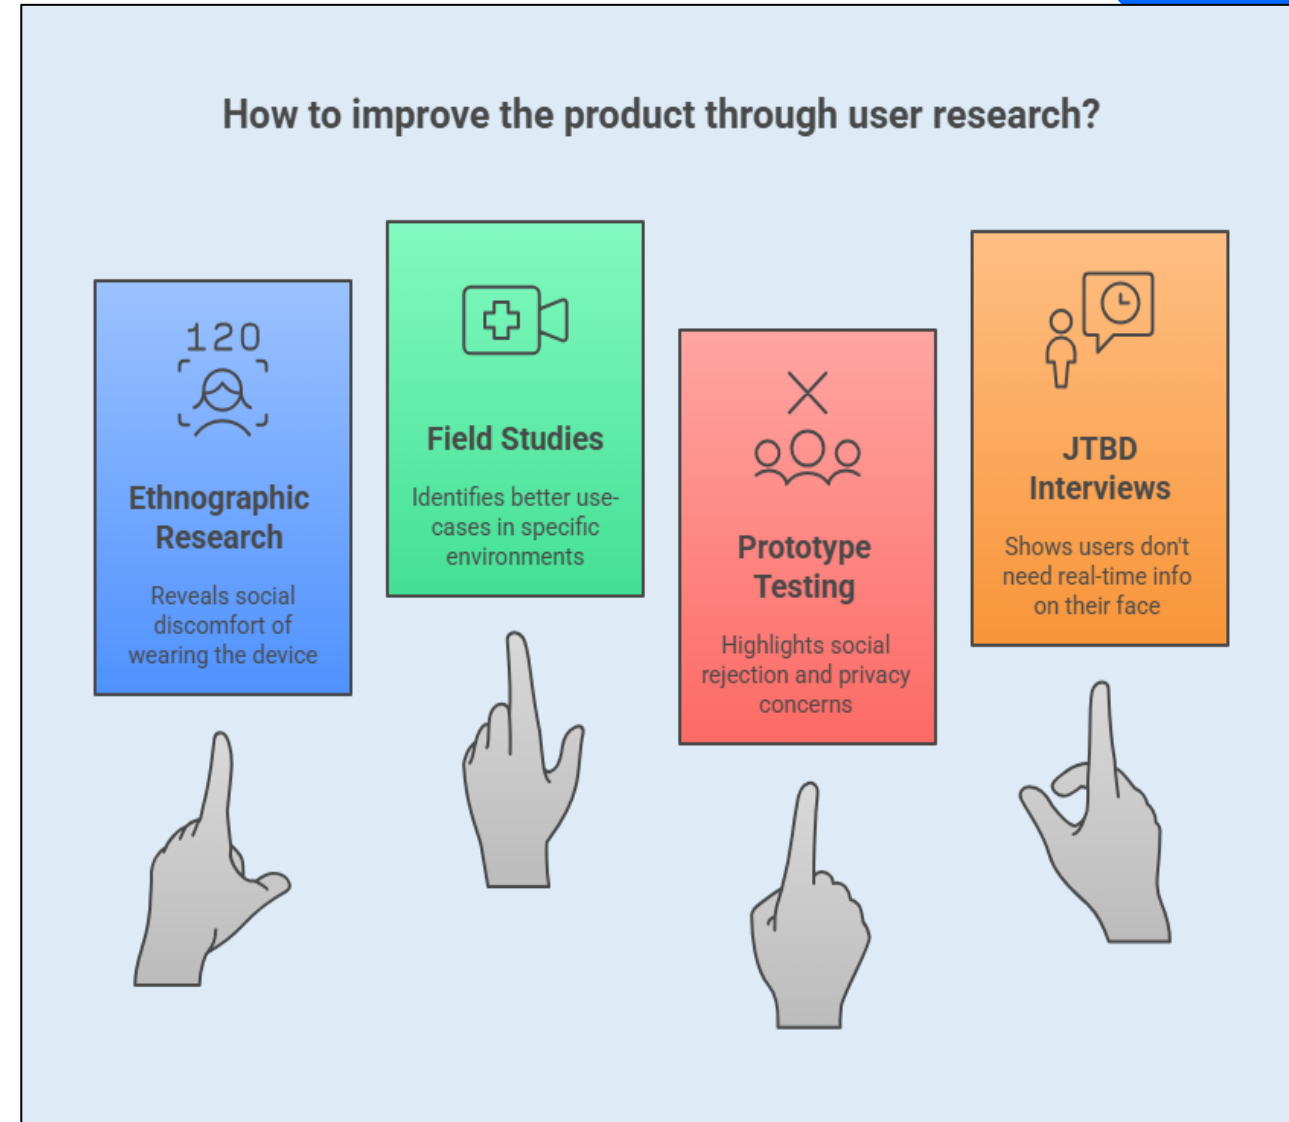 How to improve the product through user research?
120
Ethnographic
Research
Reveals social
discomfort of
wearing the device
Field Studies
Identifies better use-
cases in specific
environments
Prototype
Testing
Highlights social
rejection and privacy
concerns
JTBD
Interviews
Shows users don't
need real-time info
on their face